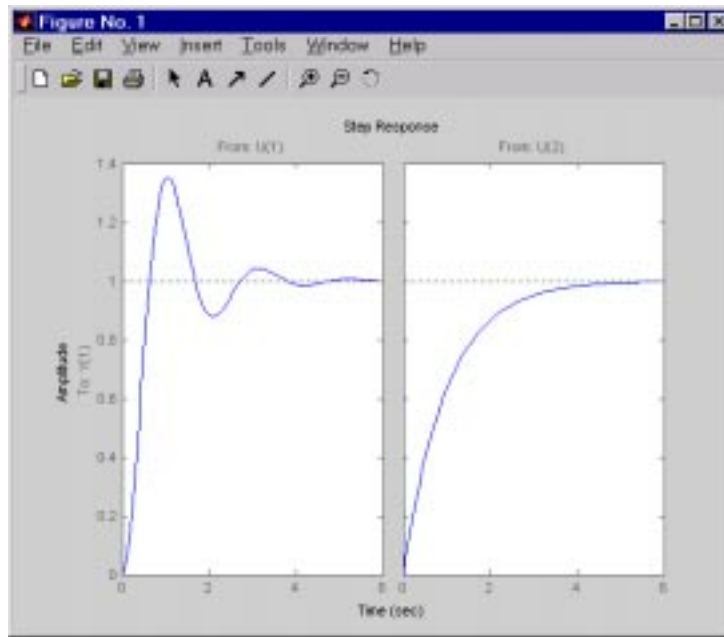 Figure No. 1
File Edit View Insert Tools Window Help
Step Response
From: U(1)
From: U(2)
1.4
1.2
1
0.8
0.6
0.4
0.2
0
Amplitude
To: Y(1)
0 2 4 6
0 2 4 6
Time (sec)